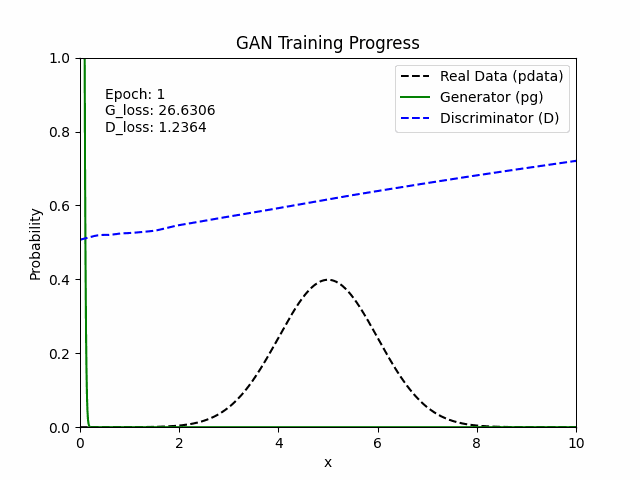 GAN Training Progress
Epoch: 1
G_loss: 26.6306
D_loss: 1.2364
Real Data (pdata)
Generator (pg)
Discriminator (D)
Probability
1.0
0.8
0.6
0.4
0.2
0.0
0 2 4 6 8 10
x